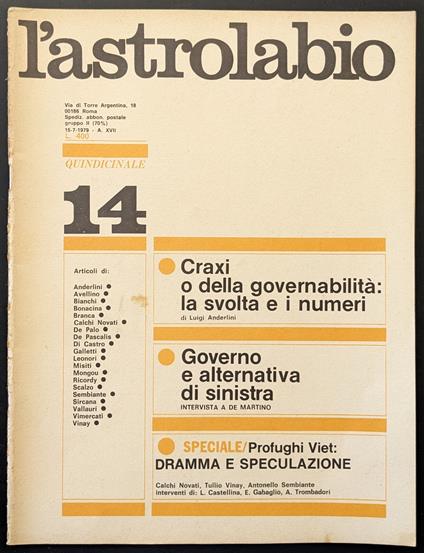 l'astrolabio
Via di Torre Argentina, 18
00186 Roma
Spediz. abbon. postale
gruppo II (70%)
15-7-1979 - A. XVII
L. 400
QUINDICINALE
14
Articoli di:
Anderlini ●
Avellino ●
Bianchi ●
Bonacina ●
Branca ●
Calchi Novati ●
De Palo ●
De Pascalis ●
Di Castro ●
Galletti ●
Leonori ●
Misiti ●
Mongou ●
Ricordy ●
Scalzo ●
Sembiante ●
Sircana ●
Vallauri ●
Vimercati ●
Vinay ●
● Craxi
o della governabilità:
la svolta e i numeri
di Luigi Anderlini
● Governo
e alternativa
di sinistra
INTERVISTA A DE MARTINO
● SPECIALE/Profughi Viet:
DRAMMA E SPECULAZIONE
Calchi Novati, Tullio Vinay, Antonello Sembiante
interventi di: L. Castellina, E. Gabaglio, A. Trombadori